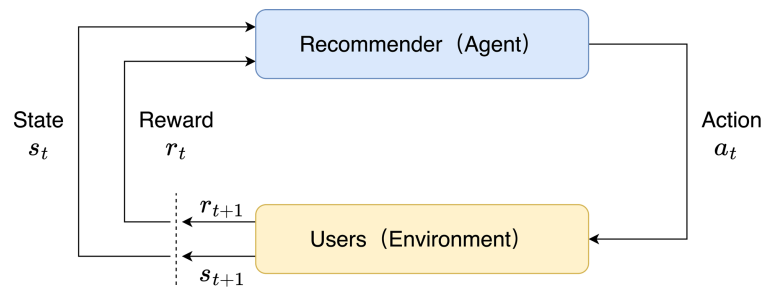 Recommender（Agent）
State
s_t
Reward
r_t
Action
a_t
r_{t+1}
Users（Environment）
s_{t+1}